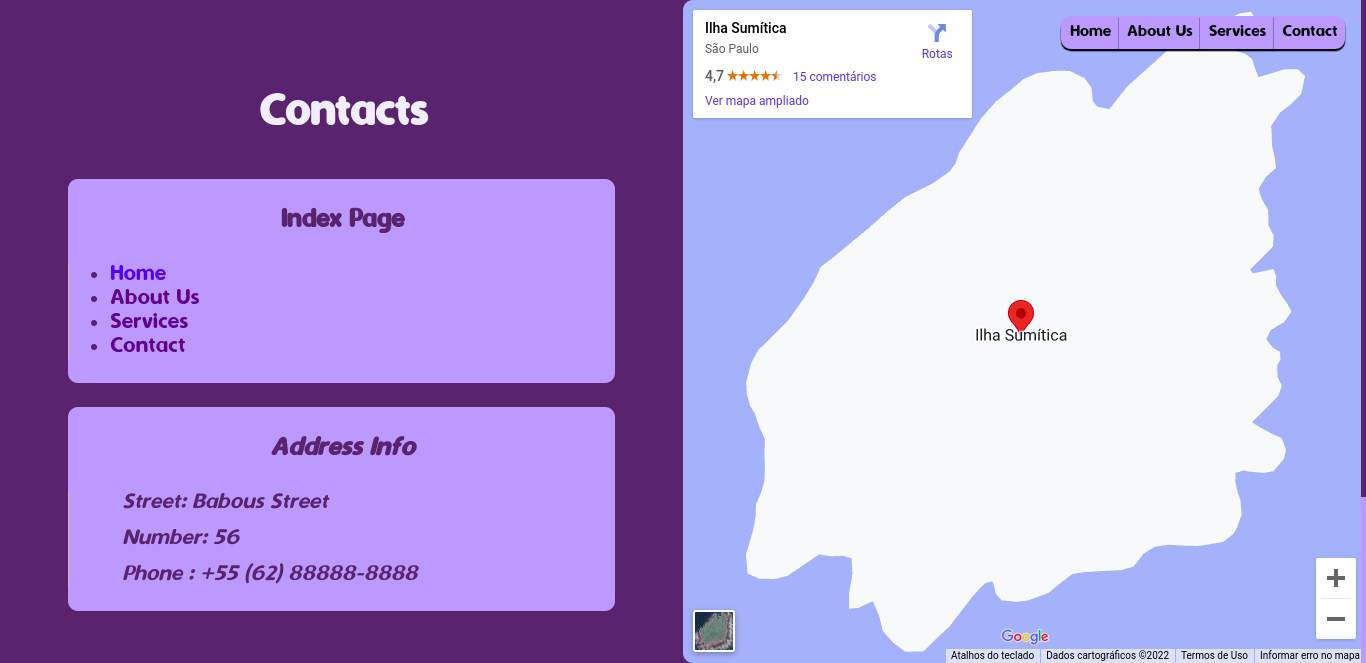 Contacts
Index Page
Home
About Us
Services
Contact
Address Info
Street: Babous Street
Number: 56
Phone : +55 (62) 88888-8888
Ilha Sumítica
São Paulo
4,7
15 comentários
Ver mapa ampliado
Rotas
Home About Us Services Contact
Ilha Sumítica
Google
Atalhos do teclado Dados cartográficos ©2022 Termos de Uso Informar erro no mapa